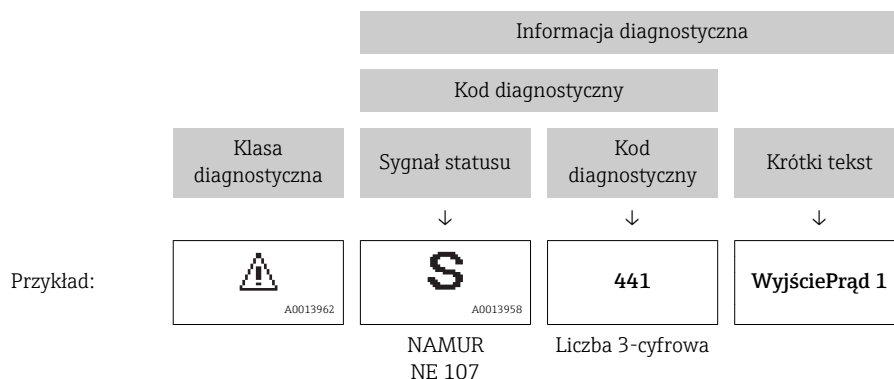 Informacja diagnostyczna
Kod diagnostyczny
Klasa
diagnostyczna
Sygnał statusu
Kod
diagnostyczny
Krótki tekst
↓ ↓ ↓
Przykład:
A0013962
S
A0013958
441
WyjściePrąd 1
NAMUR
NE 107
Liczba 3-cyfrowa